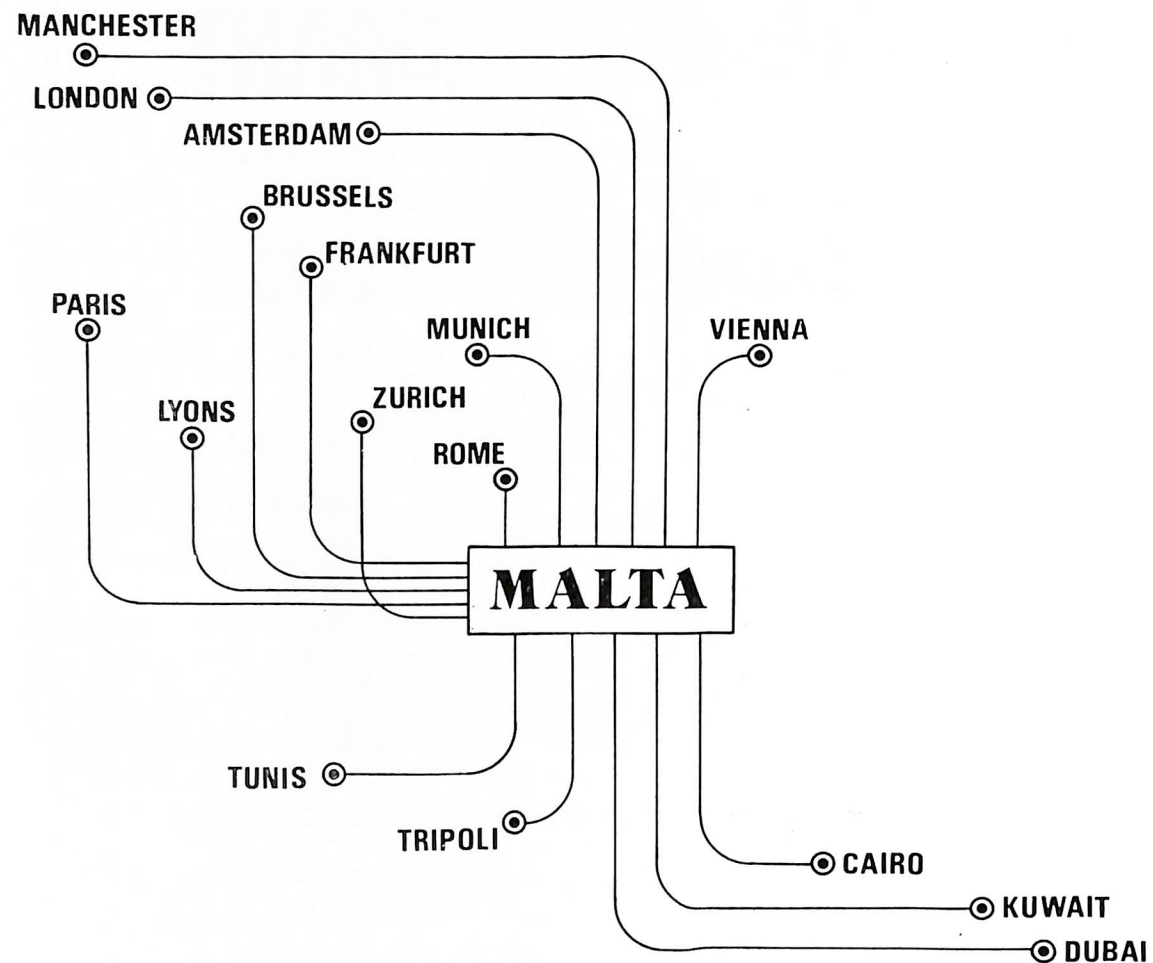 MANCHESTER
LONDON
AMSTERDAM
BRUSSELS
FRANKFURT
PARIS
MUNICH
VIENNA
ZURICH
LYONS
ROME
MALTA
TUNIS
TRIPOLI
CAIRO
KUWAIT
DUBAI